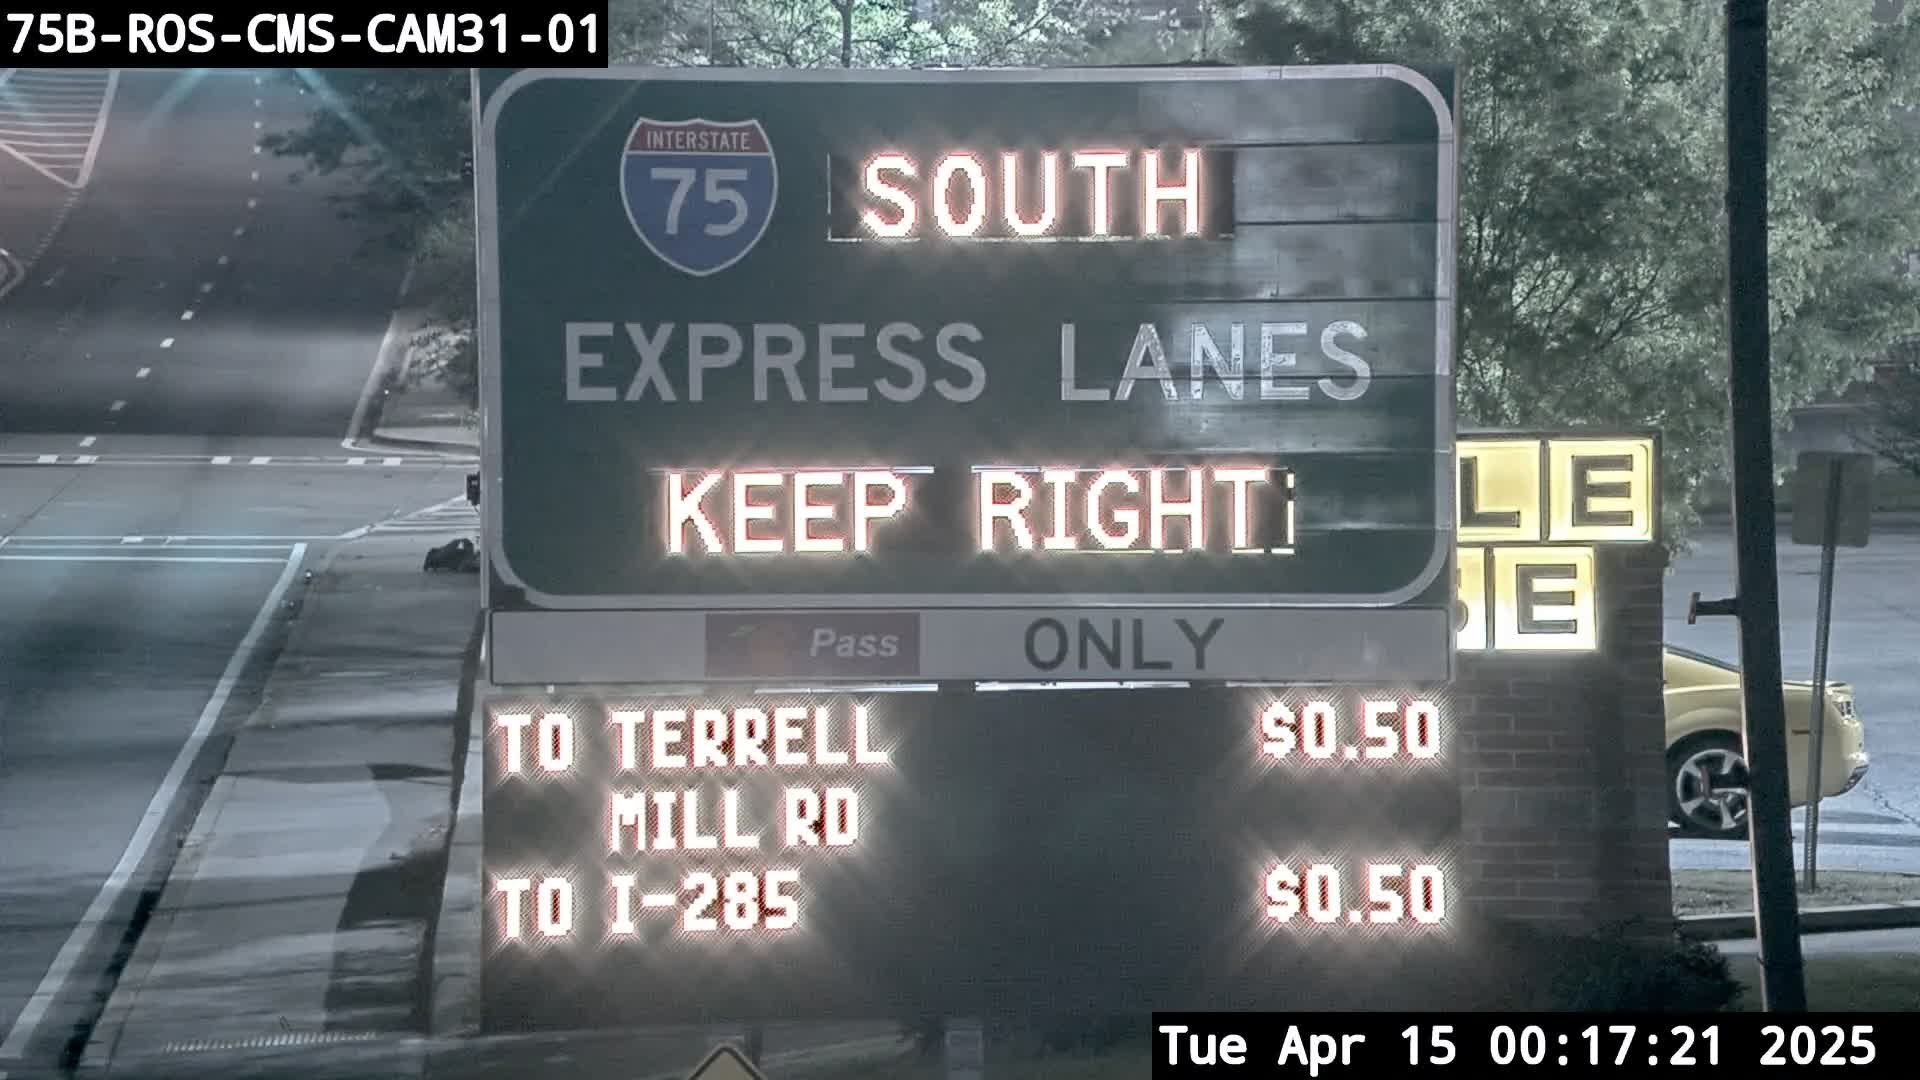 75B-ROS-CMS-CAM31-01
INTERSTATE
75
SOUTH
EXPRESS LANES
KEEP RIGHT
Pass ONLY
TO TERRELL $0.50
MILL RD
TO I-285 $0.50
LE
E
Tue Apr 15 00:17:21 2025